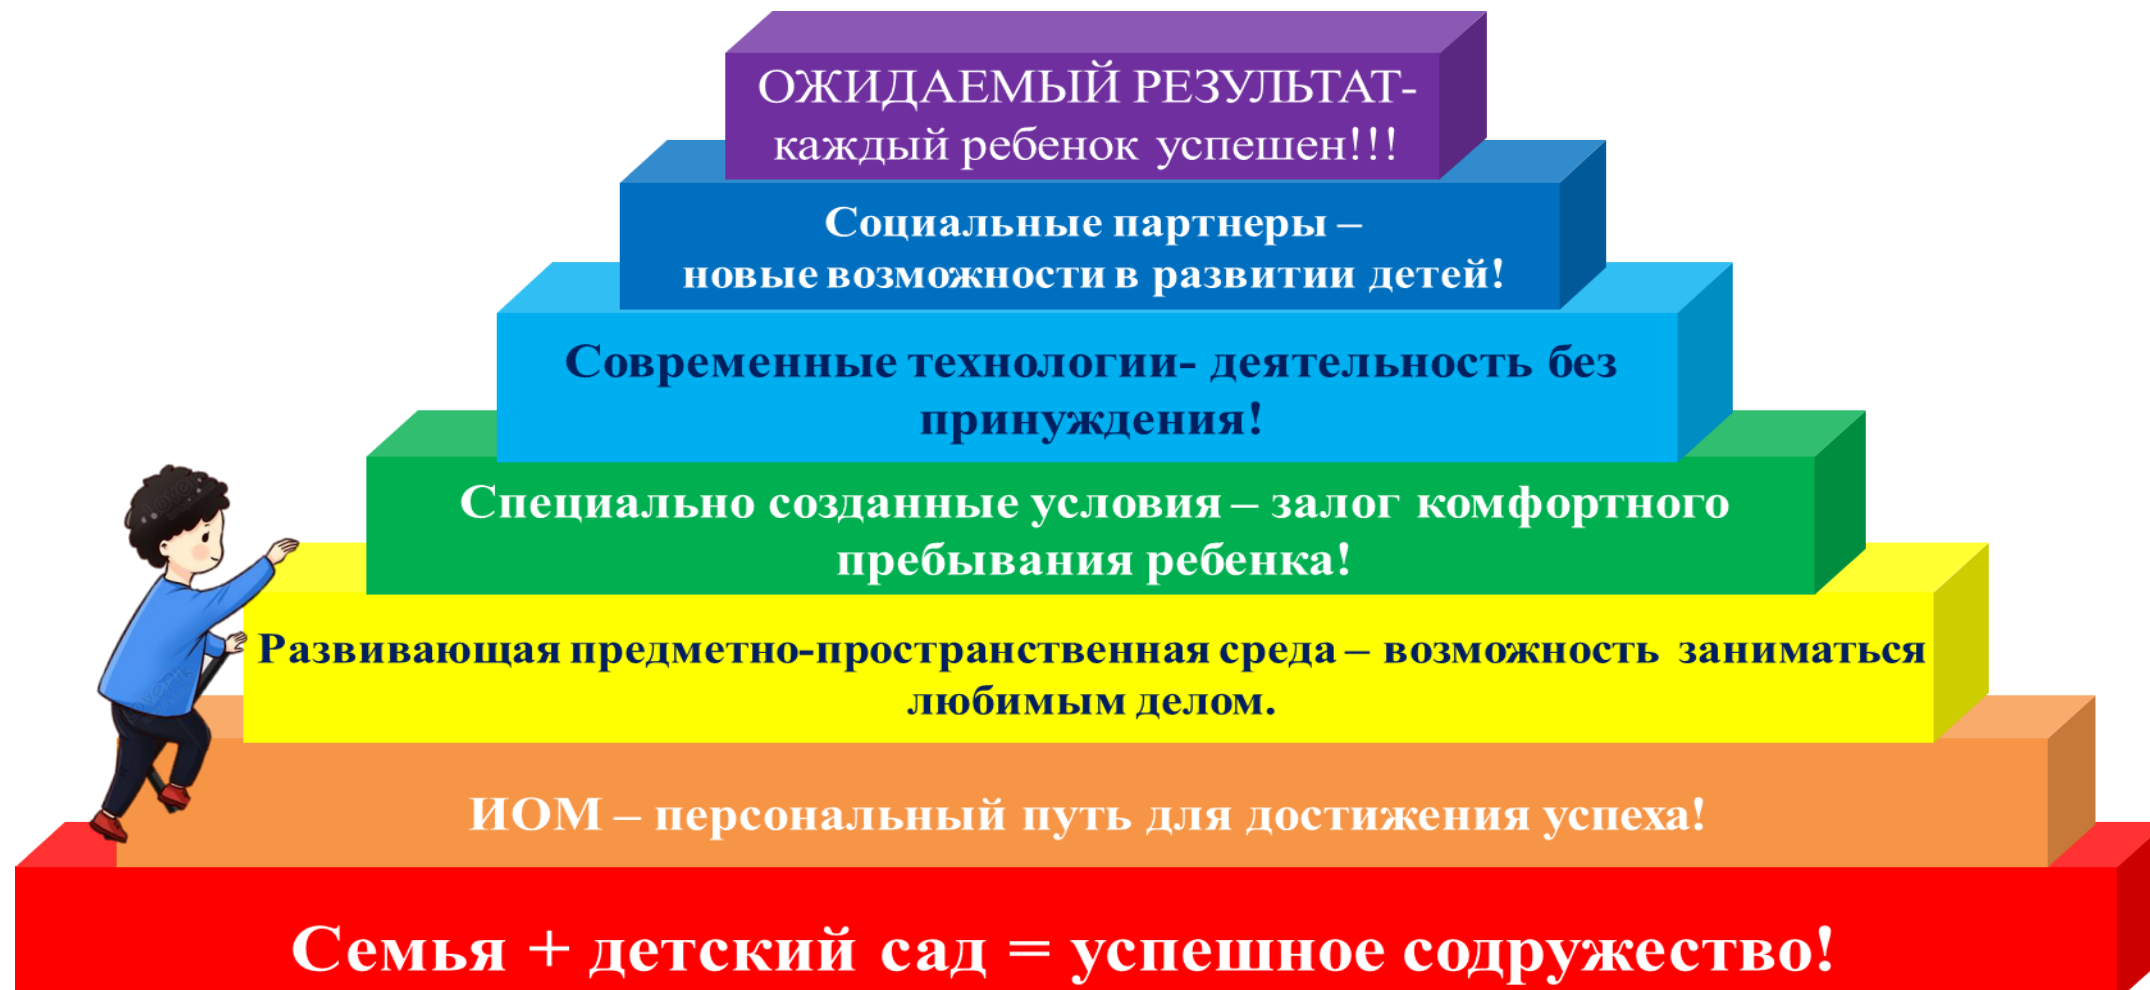 ОЖИДАЕМЫЙ РЕЗУЛЬТАТ-
каждый ребенок успешен!!!
Социальные партнеры –
новые возможности в развитии детей!
Современные технологии- деятельность без
принуждения!
Специально созданные условия – залог комфортного
пребывания ребенка!
Развивающая предметно-пространственная среда – возможность заниматься
любимым делом.
ИОМ – персональный путь для достижения успеха!
Семья + детский сад = успешное содружество!